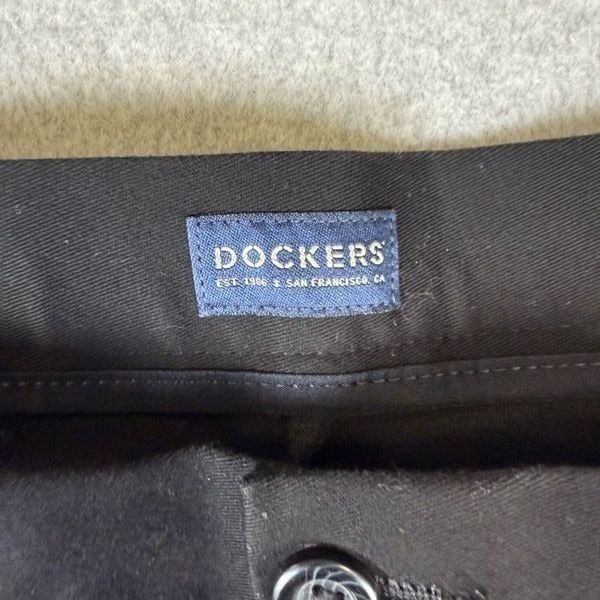 DOCKERS
EST. 1986 & SAN FRANCISCO. CA